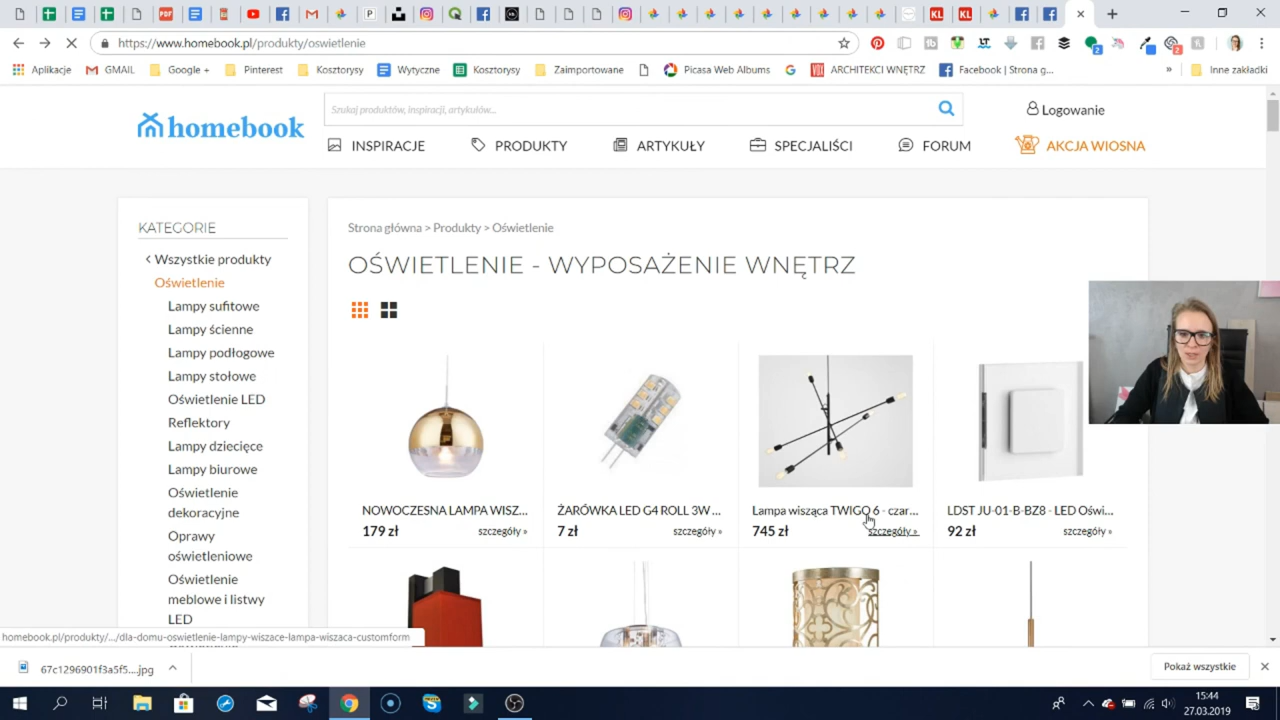 https://www.homebook.pl/produkty/oswietlenie
Aplikacje
GMAIL
Google +
Pinterest
Kosztorysy
Wytyczne
Kosztorysy
Zaimportowane
Picasa Web Albums
ARCHITEKCI WNĘTRZ
Facebook | Strona g...
»
Inne zakładki
homebook
Szukaj produktów, inspiracji, artykułów...
Logowanie
INSPIRACJE
PRODUKTY
ARTYKUŁY
SPECJALIŚCI
FORUM
AKCJA WIOSNA
KATEGORIE
< Wszystkie produkty
Oświetlenie
Lampy sufitowe
Lampy ścienne
Lampy podłogowe
Lampy stołowe
Oświetlenie LED
Reflektory
Lampy dziecięce
Lampy biurowe
Oświetlenie
dekoracyjne
Oprawy
oświetleniowe
Oświetlenie
meblowe i listwy
LED
Strona główna > Produkty > Oświetlenie
OŚWIETLENIE - WYPOSAŻENIE WNĘTRZ
NOWOCZESNA LAMPA WISZ...
179 zł
szczegóły »
ŻARÓWKA LED G4 ROLL 3W ...
7 zł
szczegóły »
Lampa wisząca TWIGO 6 - czar...
745 zł
szczegóły »
LDST JU-01-B-BZ8 - LED Oświ...
92 zł
szczegóły »
homebook.pl/produkty/.../dla-domu-oswietlenie-lampy-wiszace-lampa-wiszaca-customform
67c1296901f3a5f5....jpg
Pokaż wszystkie
15:44
27.03.2019